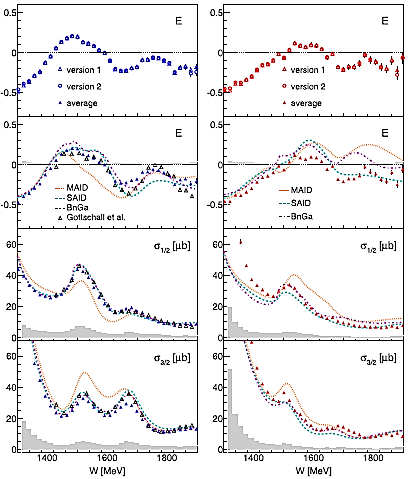 0.5
E
E
0
version 1
version 1
version 2
version 2
-0.5
average
average
0.5
E
E
0
MAID
MAID
SAID
SAID
BnGa
BnGa
-0.5
Gottschall et al.
60
σ1/2 [μb]
σ1/2 [μb]
40
20
0
60
σ3/2 [μb]
σ3/2 [μb]
40
20
0
1400 1600 1800
1400 1600 1800
W [MeV]
W [MeV]